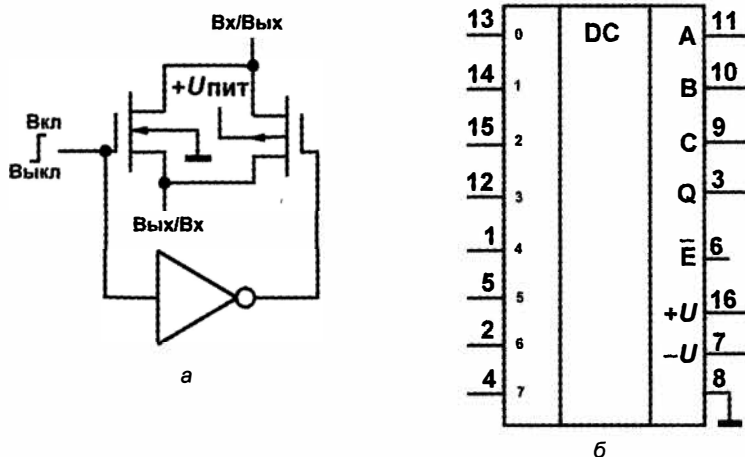 Вх/Вых
+Uпит
Вкл
Выкл
Вых/Вх
а
13 0 DC A 11
14 1 B 10
15 2 C 9
12 3 Q 3
1 4 E̅ 6
5 5 +U 16
2 6 –U 7
4 7 8
б